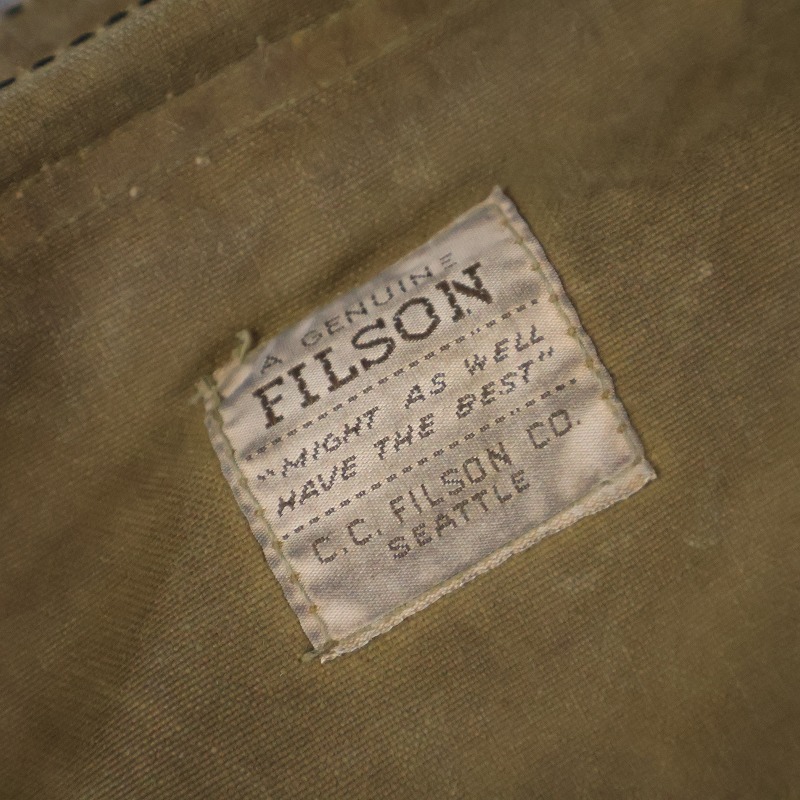 A GENUINE
FILSON
"MIGHT AS WELL
HAVE THE BEST"
C.C. FILSON CO.
SEATTLE